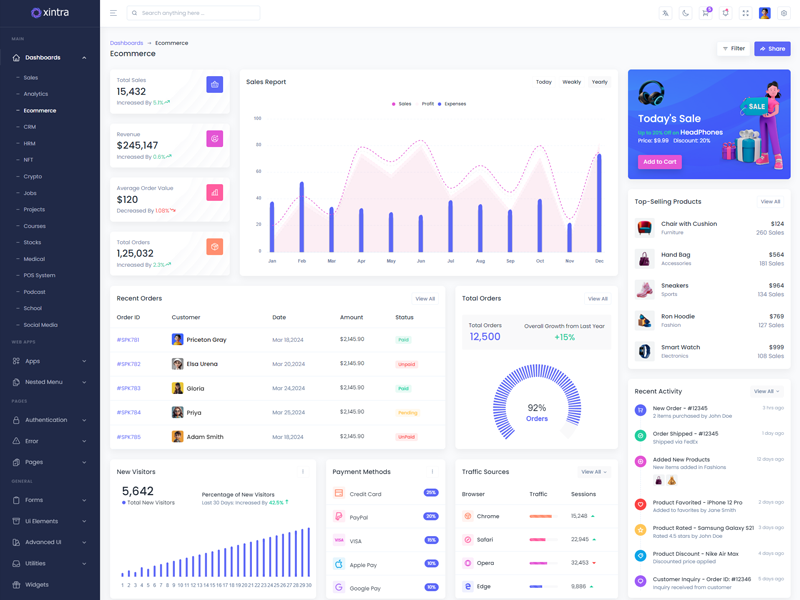 xintra
Search anything here ...
5
MAIN
Dashboards
Sales
Analytics
Ecommerce
CRM
HRM
NFT
Crypto
Jobs
Projects
Courses
Stocks
Medical
POS System
Podcast
School
Social Media
WEB APPS
Apps
Nested Menu
PAGES
Authentication
Error
Pages
GENERAL
Forms
UI Elements
Advanced UI
Utilities
Widgets
Dashboards → Ecommerce
Ecommerce
Filter
Share
Total Sales
15,432
Increased By 5.1%
Revenue
$245,147
Increased By 0.6%
Average Order Value
$120
Decreased By 1.08%
Total Orders
1,25,032
Increased By 2.3%
Sales Report
Today Weekly Yearly
Sales Profit Expenses
100
80
60
40
20
0
Jan Feb Mar Apr May Jun Jul Aug Sep Oct Nov Dec
Today's Sale
Up to 20% Off on HeadPhones
Price: $9.99 Discount: 20%
Add to Cart
SALE
Top-Selling Products View All
Chair with Cushion $124
Furniture 260 Sales
Hand Bag $564
Accessories 181 Sales
Sneakers $964
Sports 134 Sales
Ron Hoodie $769
Fashion 127 Sales
Smart Watch $999
Electronics 108 Sales
Recent Orders View All
Order ID Customer Date Amount Status
#SPK781 Priceton Gray Mar 18,2024 $2,145.90 Paid
#SPK782 Elsa Urena Mar 20,2024 $2,145.90 Unpaid
#SPK783 Gloria Mar 24,2024 $2,145.90 Paid
#SPK784 Priya Mar 25,2024 $2,145.90 Pending
#SPK785 Adam Smith Mar 18,2024 $2,145.90 UnPaid
Total Orders View All
Total Orders
12,500
Overall Growth from Last Year
+15%
92%
Orders
Recent Activity View All
New Order - #12345 3 hrs ago
2 items purchased by John Doe
Order Shipped - #12345 1 day ago
Shipped via FedEx
Added New Products 12 days ago
New items added in Fashions
Product Favorited - iPhone 12 Pro 2 days ago
Added to favorites by Jane Smith
Product Rated - Samsung Galaxy S21 3 days ago
Rated 4.5 stars by John Doe
Product Discount - Nike Air Max 4 days ago
Discounted price applied
Customer Inquiry - Order ID: #12346 5 days ago
Inquiry received from customer
New Visitors
5,642
Total New Visitors
Percentage of New Visitors
Last 30 Days: Increased By 42.5%
1 2 3 4 5 6 7 8 9 10 11 12 13 14 15 16 17 18 19 20 21 22 23 24 25 26 27 28 29 30
Payment Methods
Credit Card 25%
PayPal 20%
VISA VISA 15%
Apple Pay 10%
Google Pay 10%
Traffic Sources View All
Browser Traffic Sessions
Chrome 15,248
Safari 22,945
Opera 32,453
Edge 9,886